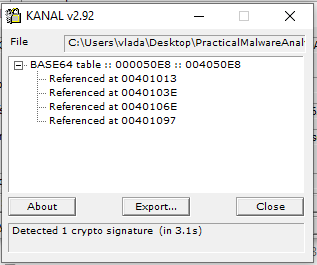 KANAL v2.92
File C:\Users\vlada\Desktop\PracticalMalwareAnal
BASE64 table :: 000050E8 :: 004050E8
Referenced at 00401013
Referenced at 0040103E
Referenced at 0040106E
Referenced at 00401097
About Export... Close
Detected 1 crypto signature (in 3.1s)